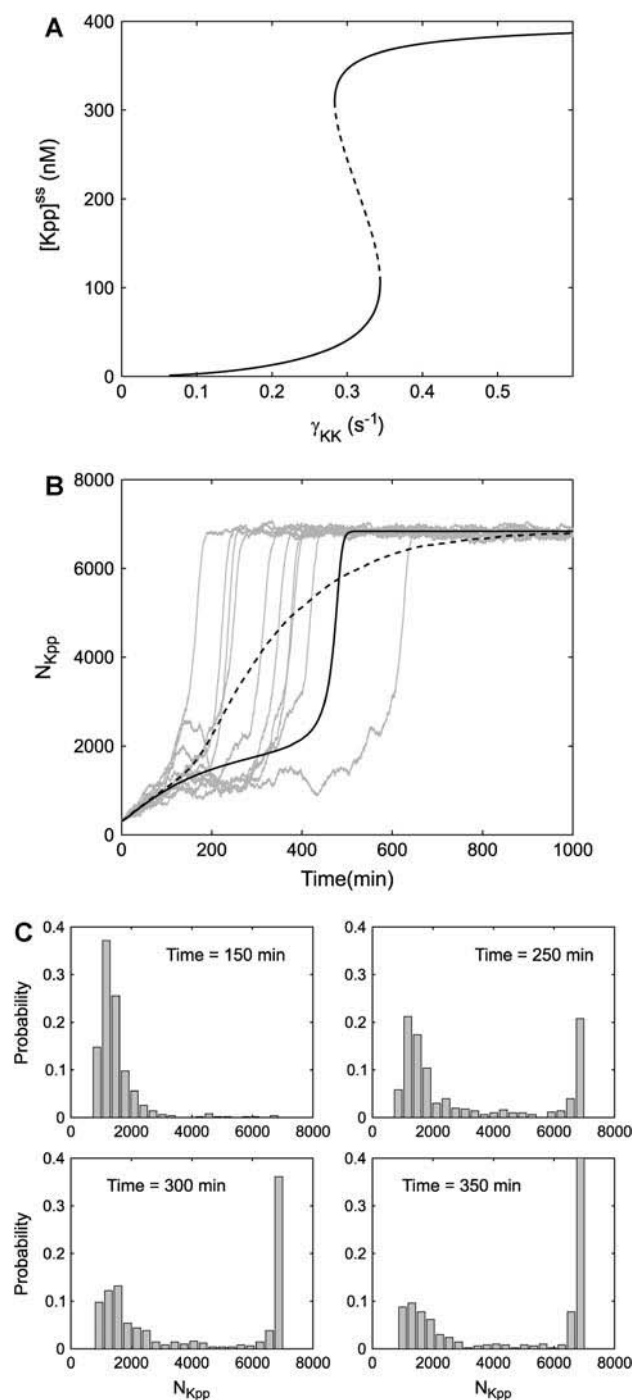 A
400
300
200
100
0
[Kpp]ˢˢ (nM)
0 0.1 0.2 0.3 0.4 0.5
γKK (s⁻¹)
B
8000
6000
4000
2000
0
NKpp
0 200 400 600 800 1000
Time(min)
C
0.4
0.3
0.2
0.1
0
Probability
Time = 150 min
0 2000 4000 6000 8000
0.4
0.3
0.2
0.1
0
Time = 250 min
0 2000 4000 6000 8000
0.4
0.3
0.2
0.1
0
Probability
Time = 300 min
0 2000 4000 6000 8000
NKpp
0.4
0.3
0.2
0.1
0
Time = 350 min
0 2000 4000 6000 8000
NKpp